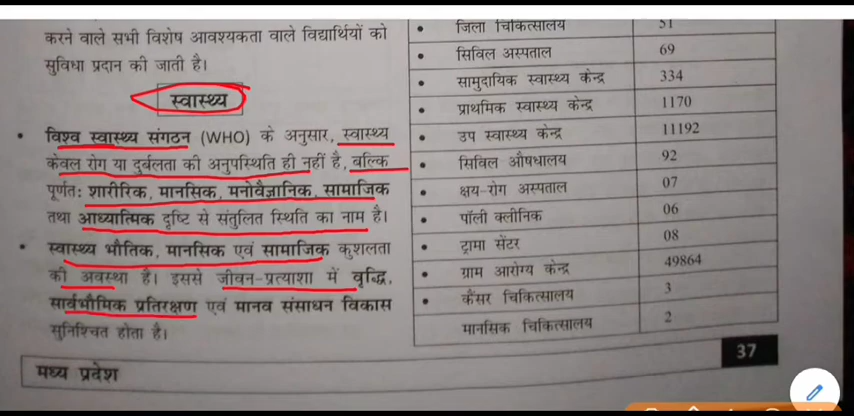 करने वाले सभी विशेष आवश्यकता वाले विद्यार्थियों को
सुविधा प्रदान की जाती है।
स्वास्थ्य
• विश्व स्वास्थ्य संगठन (WHO) के अनुसार, स्वास्थ्य
केवल रोग या दुर्बलता की अनुपस्थिति ही नहीं है, बल्कि
पूर्णतः शारीरिक, मानसिक, मनोवैज्ञानिक, सामाजिक
तथा आध्यात्मिक दृष्टि से संतुलित स्थिति का नाम है।
• स्वास्थ्य भौतिक, मानसिक एवं सामाजिक कुशलता
की अवस्था है। इससे जीवन-प्रत्याशा में वृद्धि,
सार्वभौमिक प्रतिरक्षण एवं मानव संसाधन विकास
सुनिश्चित होता है।
• जिला चिकित्सालय 51
• सिविल अस्पताल 69
• सामुदायिक स्वास्थ्य केन्द्र 334
• प्राथमिक स्वास्थ्य केन्द्र 1170
• उप स्वास्थ्य केन्द्र 11192
• सिविल औषधालय 92
• क्षय-रोग अस्पताल 07
• पॉली क्लीनिक 06
• ट्रामा सेंटर 08
• ग्राम आरोग्य केन्द्र 49864
• कैंसर चिकित्सालय 3
मानसिक चिकित्सालय 2
मध्य प्रदेश
37